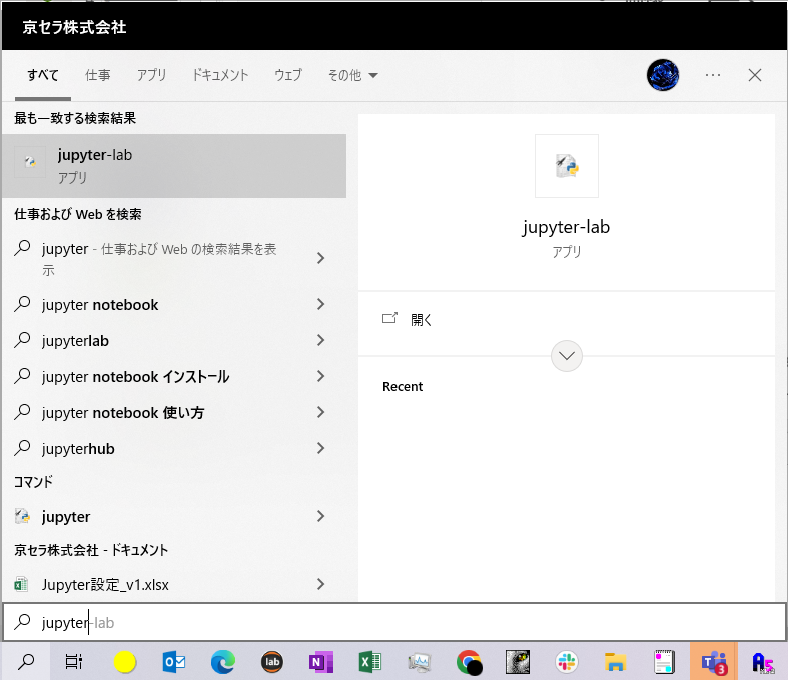 京セラ株式会社
すべて 仕事 アプリ ドキュメント ウェブ その他
最も一致する検索結果
jupyter-lab
アプリ
仕事および Web を検索
jupyter - 仕事および Web の検索結果を表
示
jupyter notebook
jupyterlab
jupyter notebook インストール
jupyter notebook 使い方
jupyterhub
コマンド
jupyter
京セラ株式会社 - ドキュメント
Jupyter設定_v1.xlsx
jupyter-lab
アプリ
開く
Recent
jupyter-lab
lab
3